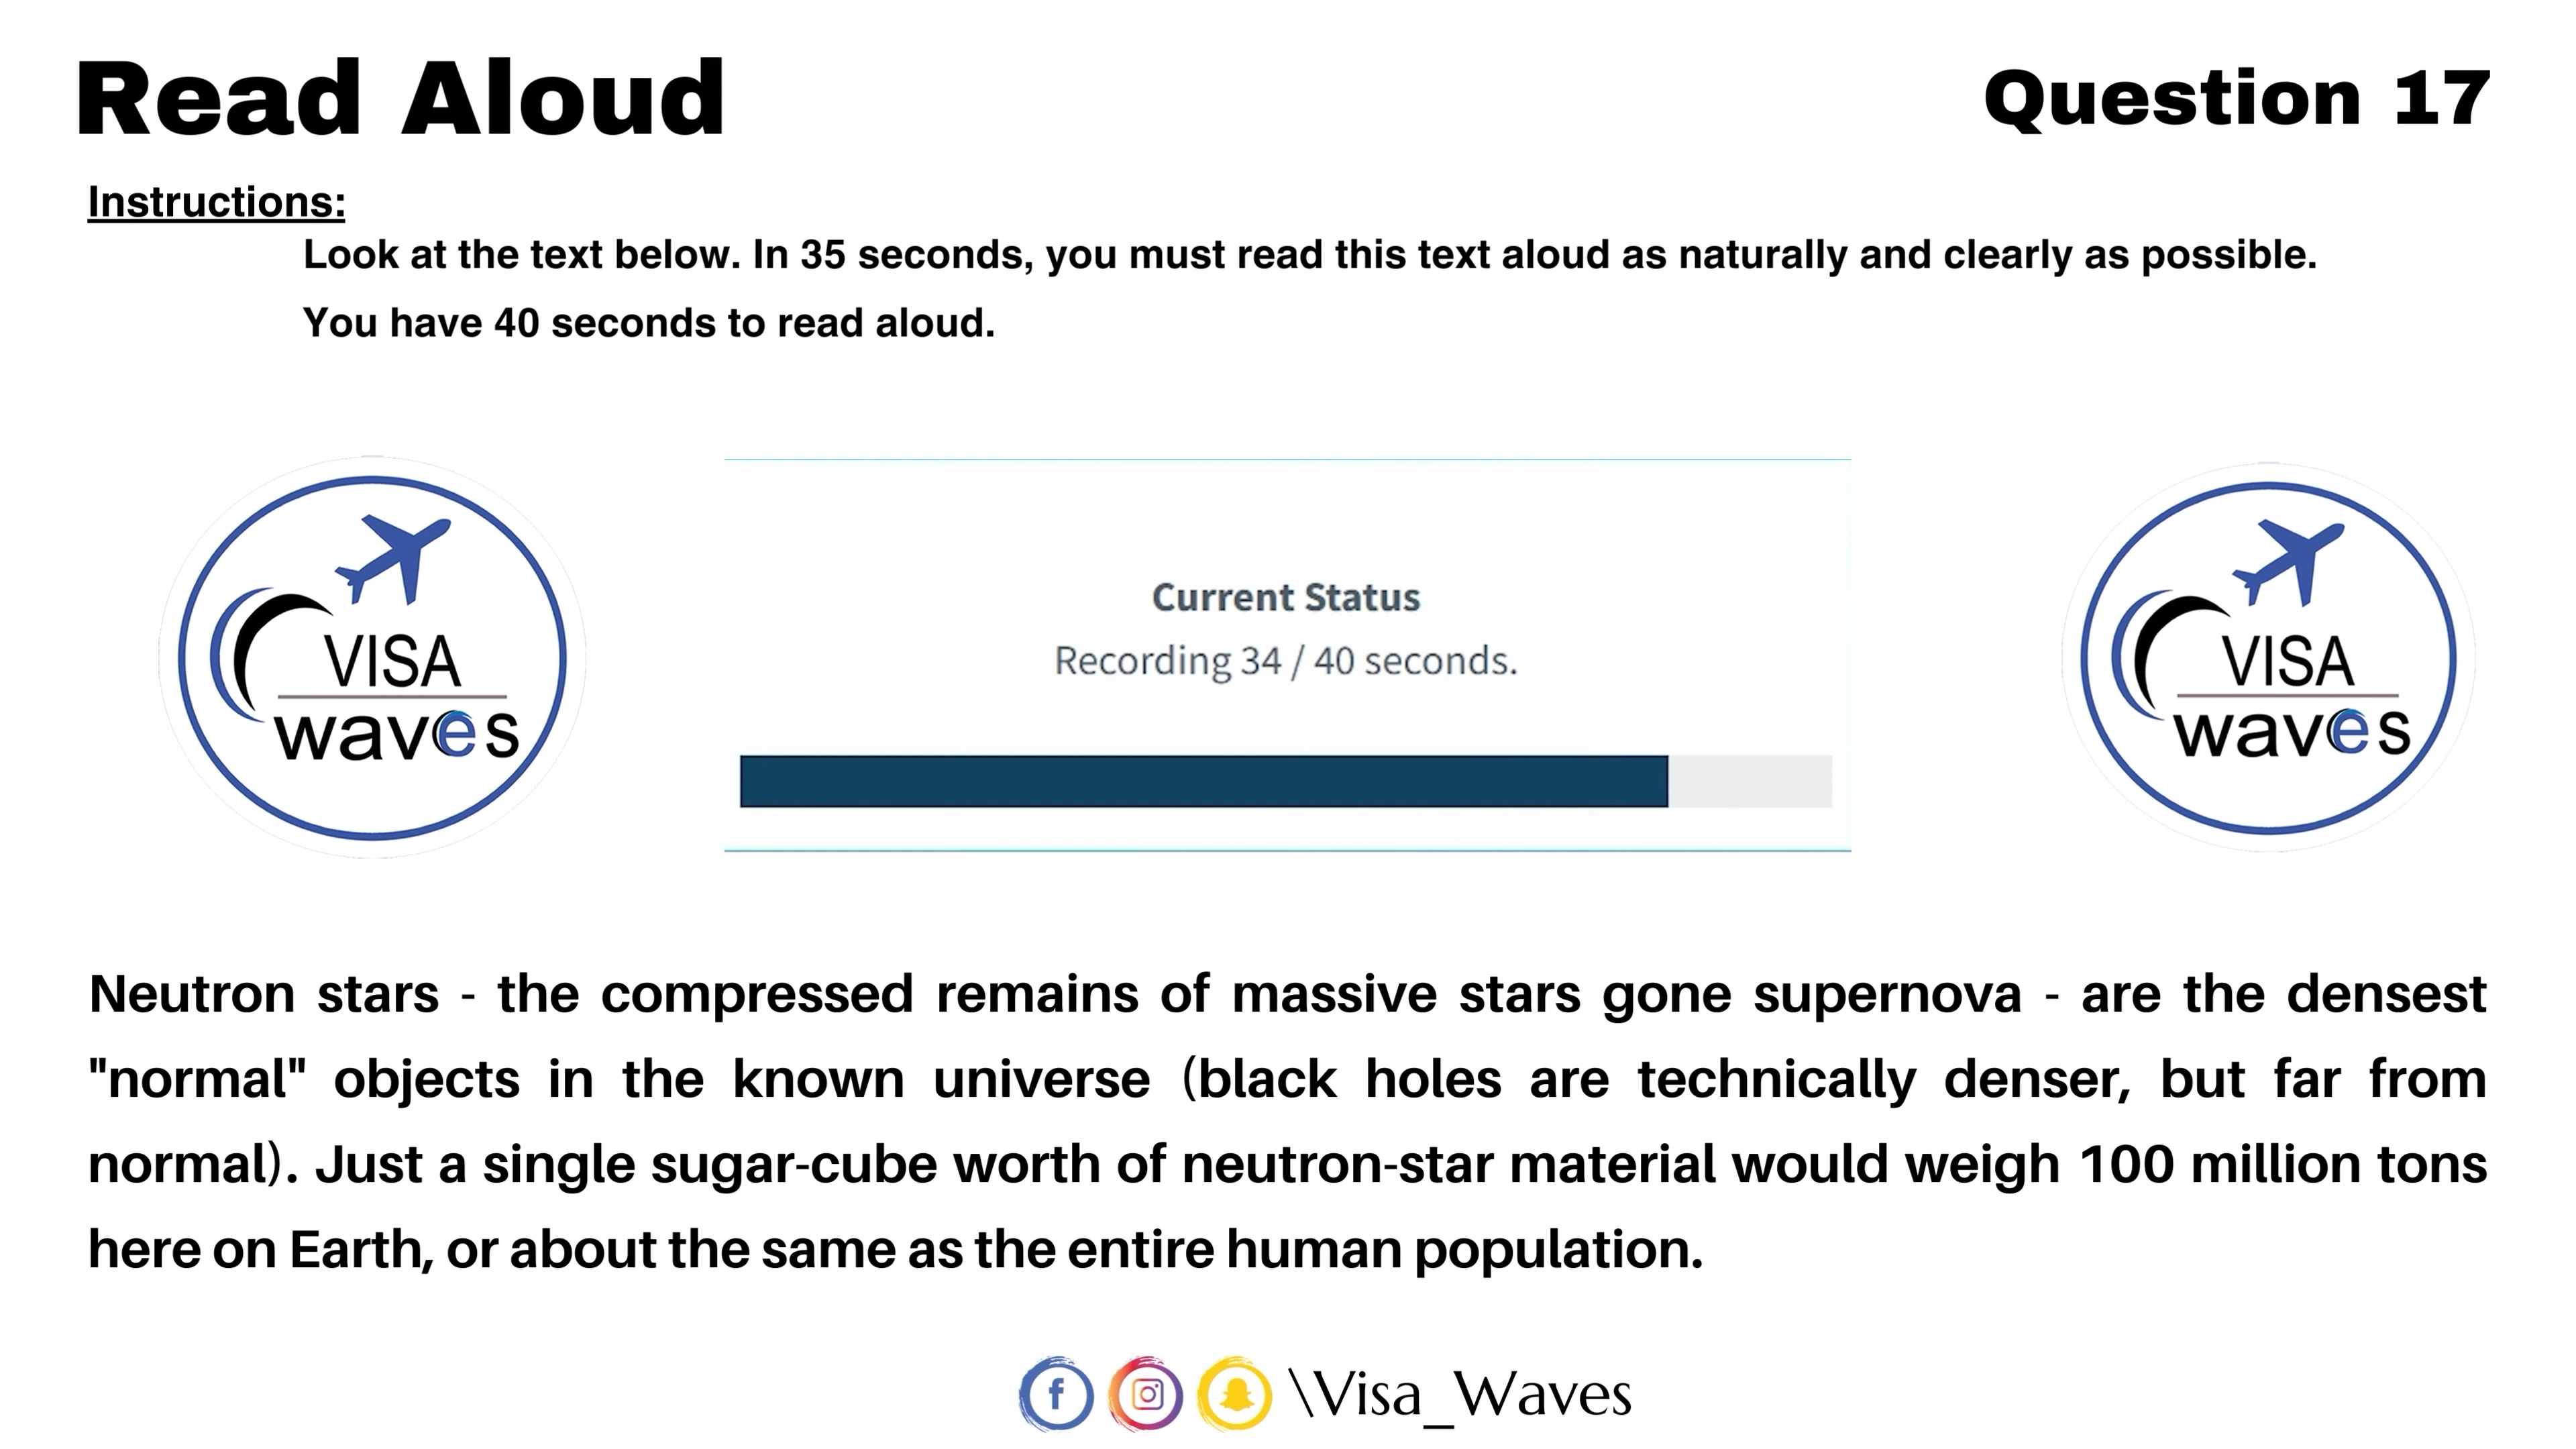 Read Aloud
Question 17
Instructions:
Look at the text below. In 35 seconds, you must read this text aloud as naturally and clearly as possible.
You have 40 seconds to read aloud.
VISA
waves
Current Status
Recording 34 / 40 seconds.
VISA
waves
Neutron stars - the compressed remains of massive stars gone supernova - are the densest
"normal" objects in the known universe (black holes are technically denser, but far from
normal). Just a single sugar-cube worth of neutron-star material would weigh 100 million tons
here on Earth, or about the same as the entire human population.
\Visa_Waves